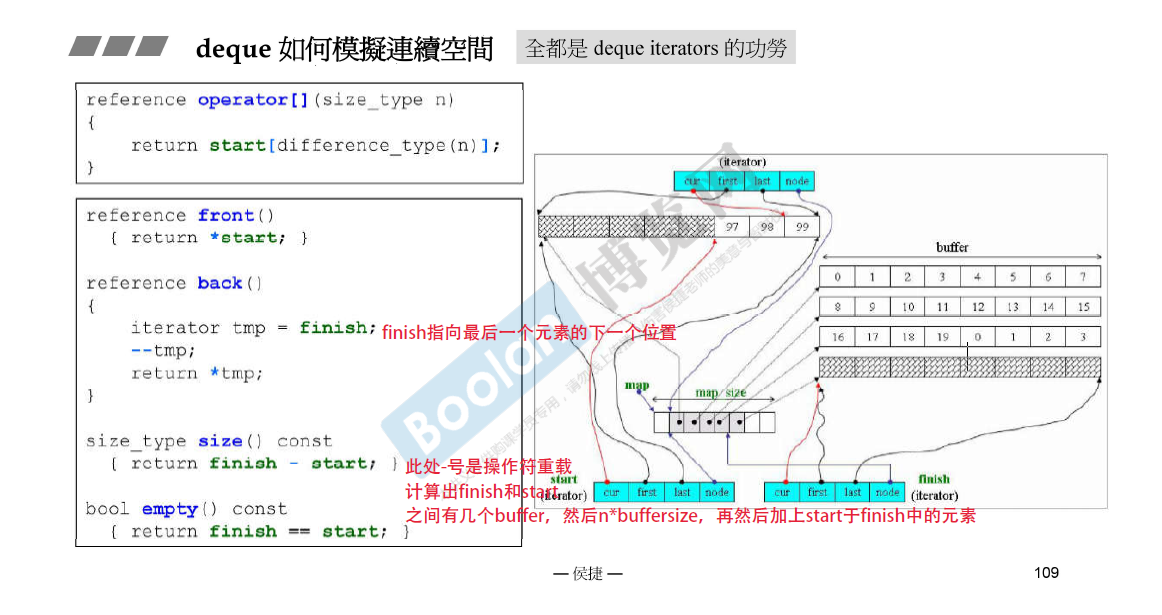 deque 如何模擬連續空間
全都是 deque iterators 的功勞
reference operator[](size_type n)
{
return start[difference_type(n)];
}
reference front()
{ return *start; }
reference back()
{
iterator tmp = finish;
--tmp;
return *tmp;
}
size_type size() const
{ return finish - start; }
bool empty() const
{ return finish == start; }
finish指向最后一个元素的下一个位置
此处-号是操作符重载
计算出finish和start
之间有几个buffer，然后n*buffersize，再然后加上start于finish中的元素
(iterator)
cur first last node
97 98 99
buffer
0 1 2 3 4 5 6 7
8 9 10 11 12 13 14 15
16 17 18 19 0 1 2 3
map
map size
start
(iterator)
cur first last node
cur first last node
finish
(iterator)
Boolan
博览网
— 侯捷 —
109